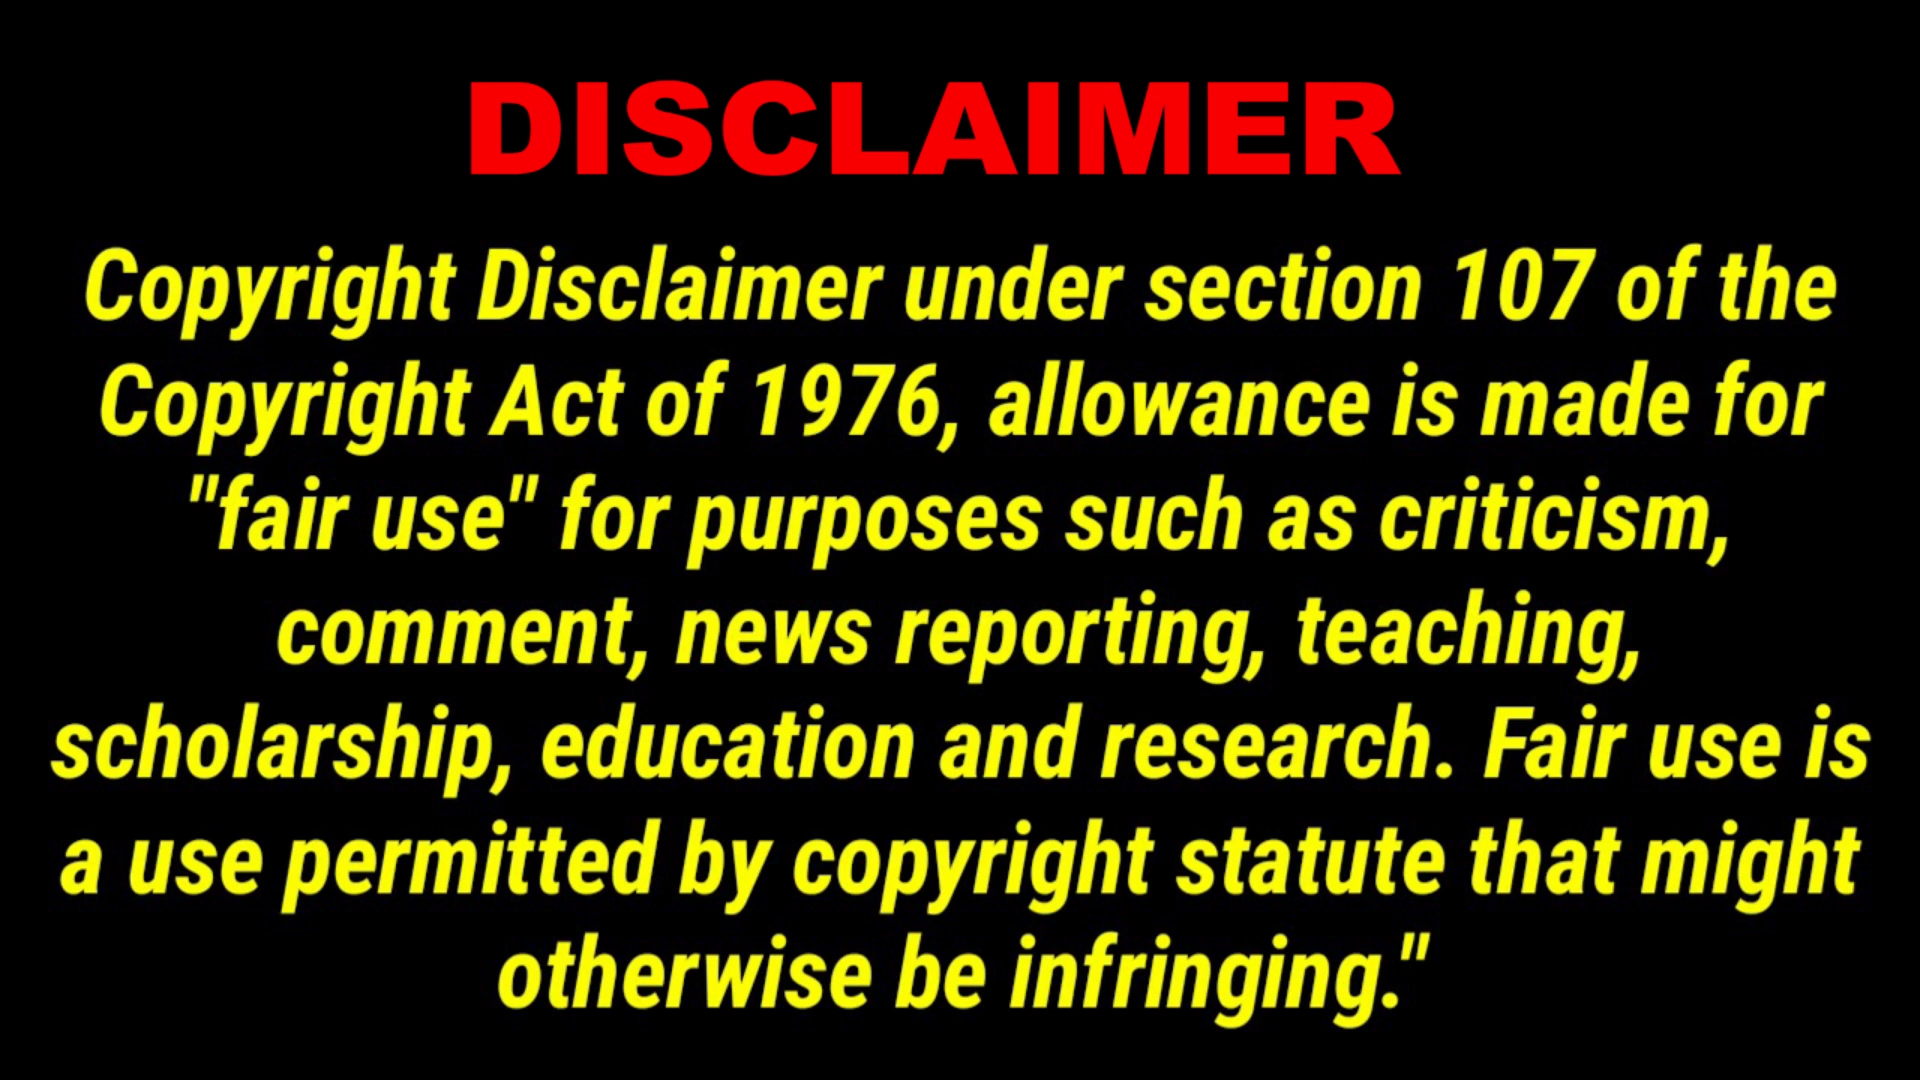 DISCLAIMER
Copyright Disclaimer under section 107 of the
Copyright Act of 1976, allowance is made for
"fair use" for purposes such as criticism,
comment, news reporting, teaching,
scholarship, education and research. Fair use is
a use permitted by copyright statute that might
otherwise be infringing."